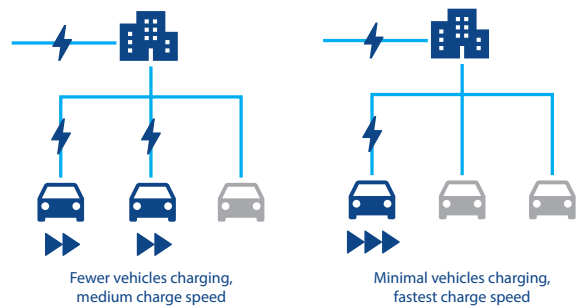 Fewer vehicles charging,
medium charge speed
Minimal vehicles charging,
fastest charge speed